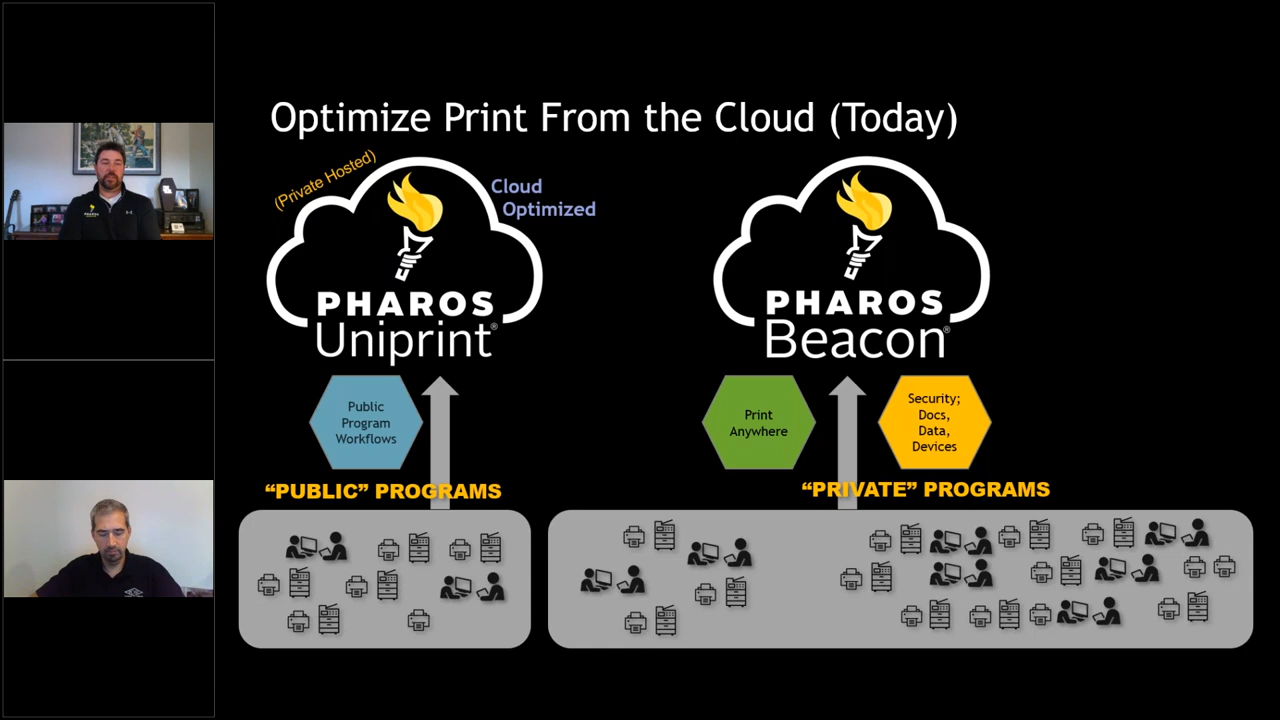 Optimize Print From the Cloud (Today)
(Private Hosted)
Cloud
Optimized
PHAROS
Uniprint®
PHAROS
Beacon®
Public
Program
Workflows
Print
Anywhere
Security;
Docs,
Data,
Devices
“PUBLIC” PROGRAMS
“PRIVATE” PROGRAMS
PHAROS